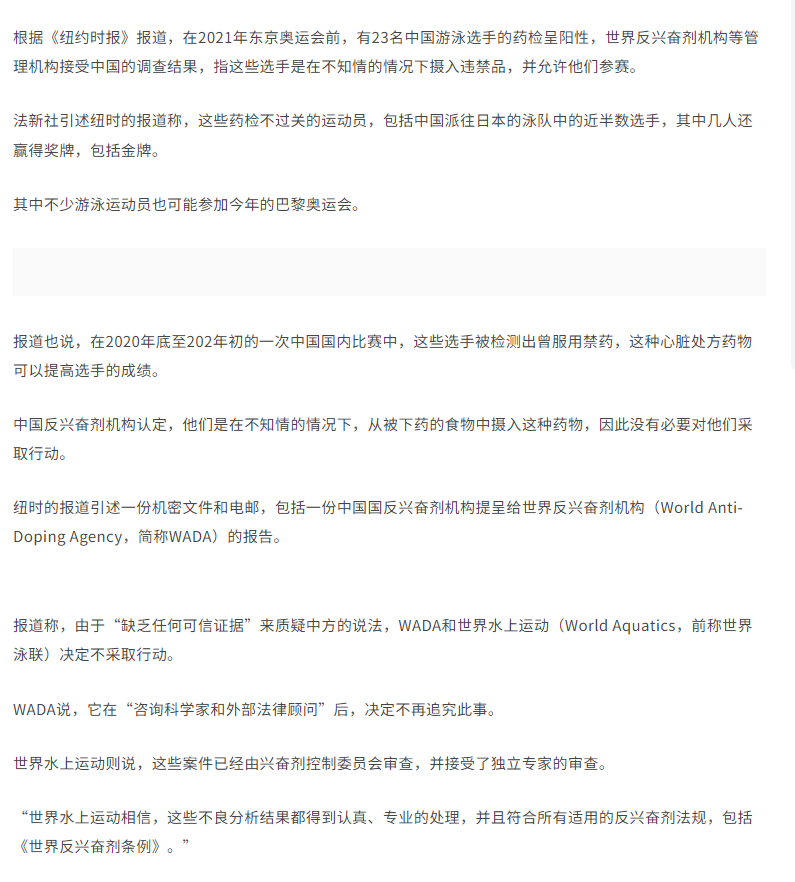 根据《纽约时报》报道，在2021年东京奥运会前，有23名中国游泳选手的药检呈阳性，世界反兴奋剂机构等管
理机构接受中国的调查结果，指这些选手是在不知情的情况下摄入违禁品，并允许他们参赛。
法新社引述纽时的报道称，这些药检不过关的运动员，包括中国派往日本的泳队中的近半数选手，其中几人还
赢得奖牌，包括金牌。
其中不少游泳运动员也可能参加今年的巴黎奥运会。
报道也说，在2020年底至202年初的一次中国国内比赛中，这些选手被检测出曾服用禁药，这种心脏处方药物
可以提高选手的成绩。
中国反兴奋剂机构认定，他们是在不知情的情况下，从被下药的食物中摄入这种药物，因此没有必要对他们采
取行动。
纽时的报道引述一份机密文件和电邮，包括一份中国国反兴奋剂机构提呈给世界反兴奋剂机构（World Anti-
Doping Agency，简称WADA）的报告。
报道称，由于“缺乏任何可信证据”来质疑中方的说法，WADA和世界水上运动（World Aquatics，前称世界
泳联）决定不采取行动。
WADA说，它在“咨询科学家和外部法律顾问”后，决定不再追究此事。
世界水上运动则说，这些案件已经由兴奋剂控制委员会审查，并接受了独立专家的审查。
“世界水上运动相信，这些不良分析结果都得到认真、专业的处理，并且符合所有适用的反兴奋剂法规，包括
《世界反兴奋剂条例》。”